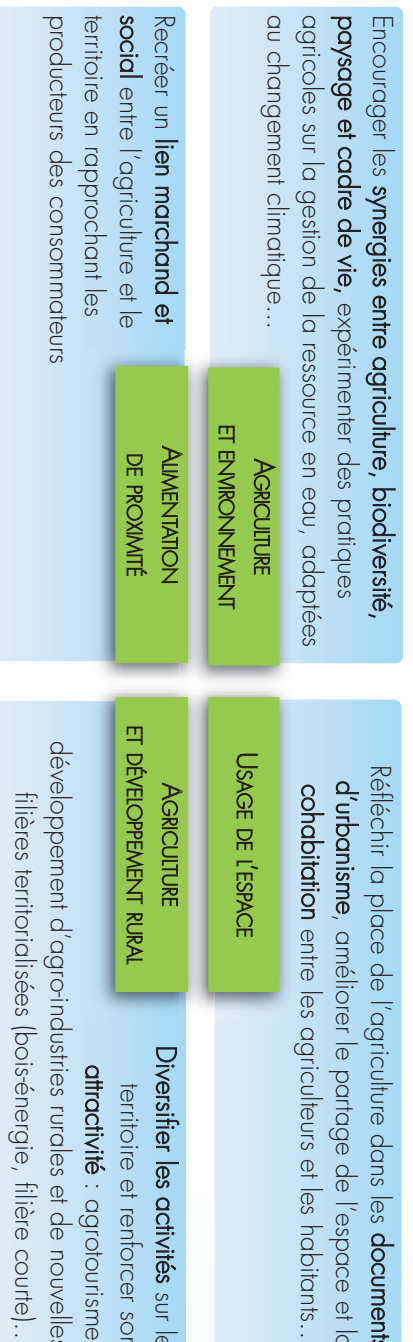 Encourager les synergies entre agriculture, biodiversité,
paysage et cadre de vie, expérimenter des pratiques
agricoles sur la gestion de la ressource en eau, adaptées
au changement climatique…
AGRICULTURE
ET ENVIRONNEMENT
Réfléchir la place de l'agriculture dans les documents
d'urbanisme, améliorer le partage de l'espace et la
cohabitation entre les agriculteurs et les habitants…
USAGE DE L'ESPACE
Recréer un lien marchand et
social entre l'agriculture et le
territoire en rapprochant les
producteurs des consommateurs
ALIMENTATION
DE PROXIMITÉ
AGRICULTURE
ET DÉVELOPPEMENT RURAL
Diversifier les activités sur le
territoire et renforcer son
attractivité : agrotourisme
développement d'agro-industries rurales et de nouvelles
filières territorialisées (bois-énergie, filière courte)…